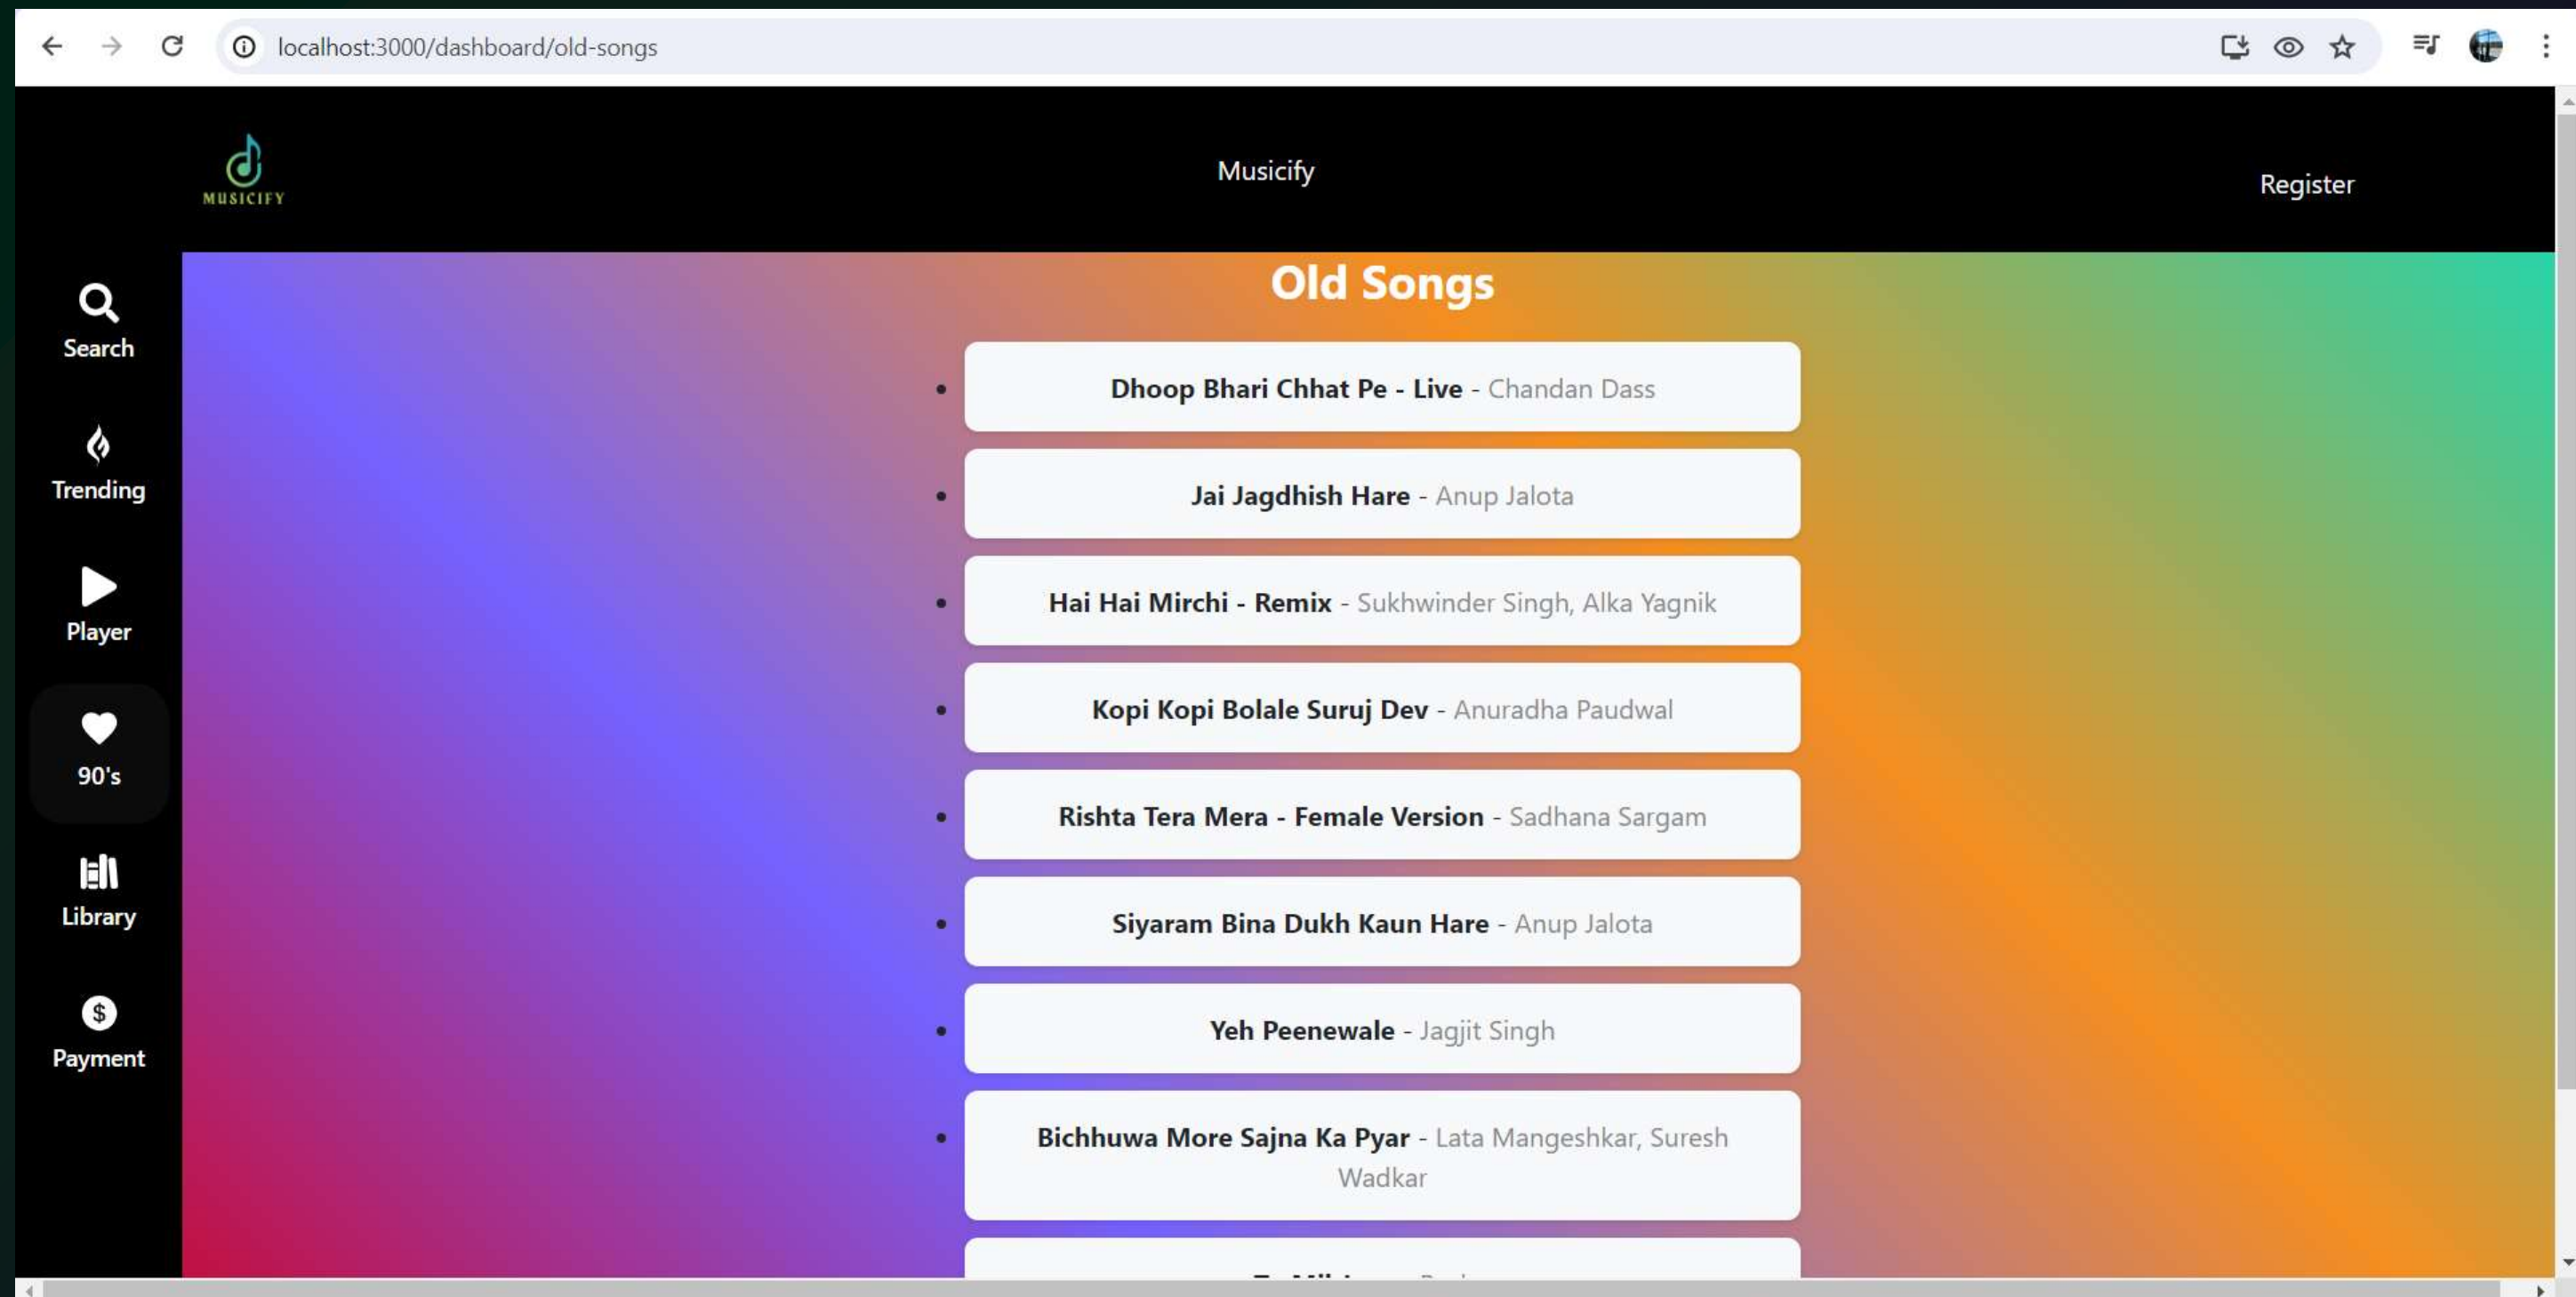 localhost:3000/dashboard/old-songs
MUSICIFY
Musicify
Register
Search
Trending
Player
90's
Library
Payment
Old Songs
Dhoop Bhari Chhat Pe - Live - Chandan Dass
Jai Jagdhish Hare - Anup Jalota
Hai Hai Mirchi - Remix - Sukhwinder Singh, Alka Yagnik
Kopi Kopi Bolale Suruj Dev - Anuradha Paudwal
Rishta Tera Mera - Female Version - Sadhana Sargam
Siyaram Bina Dukh Kaun Hare - Anup Jalota
Yeh Peenewale - Jagjit Singh
Bichhuwa More Sajna Ka Pyar - Lata Mangeshkar, Suresh
Wadkar